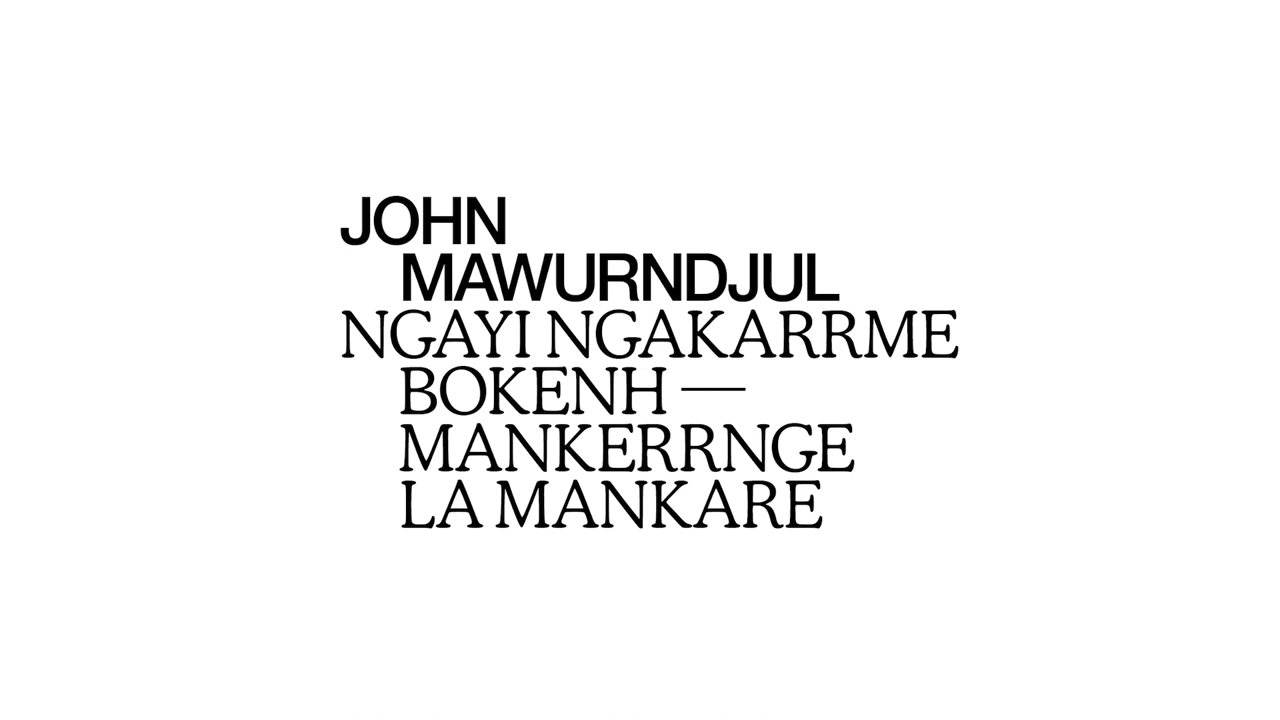 JOHN
MAWURNDJUL
NGAYI NGAKARRME
BOKENH —
MANKERRNGE
LA MANKARE